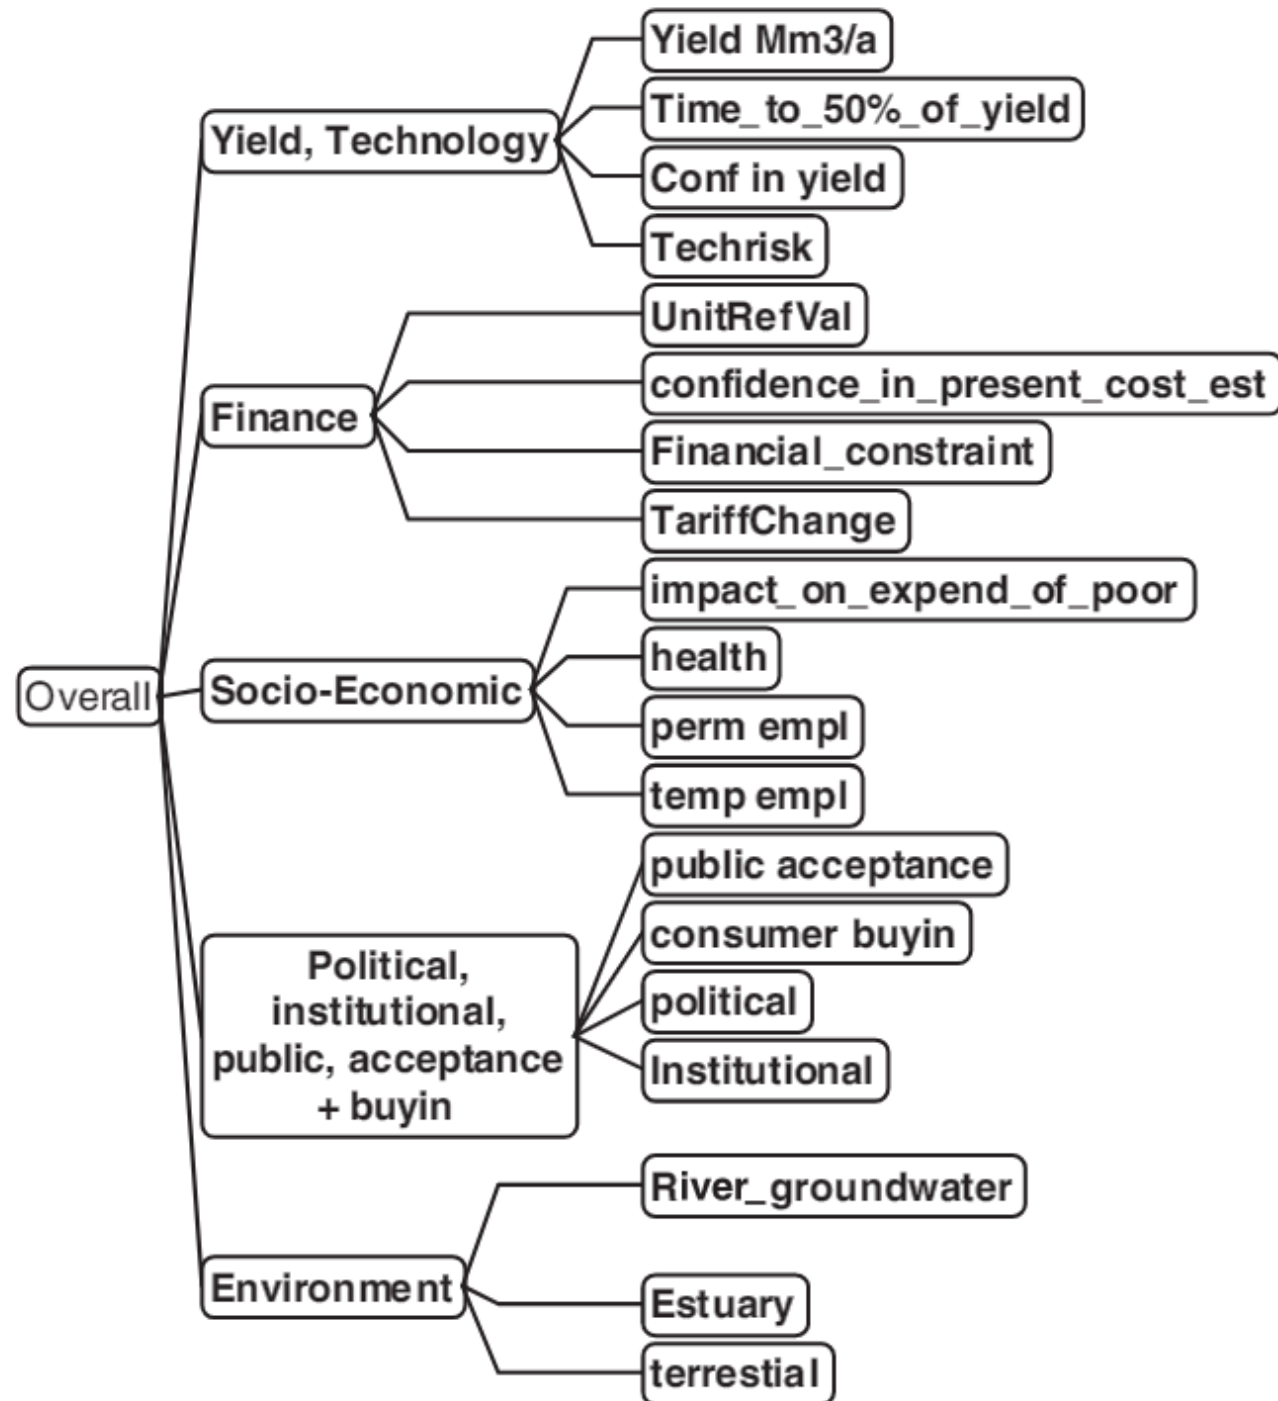 Yield Mm3/a
Time_to_50%_of_yield
Yield, Technology
Conf in yield
Techrisk
UnitRefVal
confidence_in_present_cost_est
Finance
Financial_constraint
TariffChange
impact_on_expend_of_poor
health
Socio-Economic
Overall
perm empl
temp empl
public acceptance
consumer buyin
Political,
institutional,
public, acceptance
+ buyin
political
Institutional
River_groundwater
Environment
Estuary
terrestial